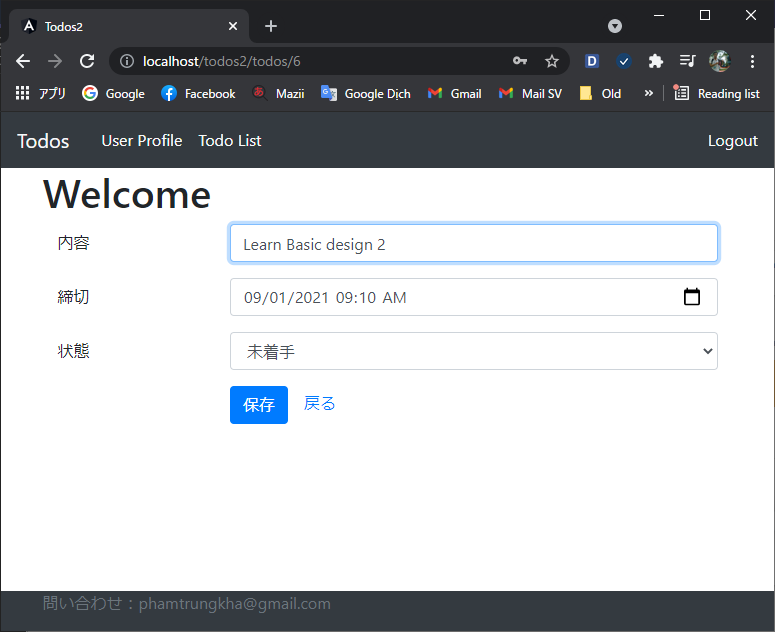 Todos2
localhost/todos2/todos/6
アプリ Google Facebook Mazii Google Dịch Gmail Mail SV Old » Reading list
Todos User Profile Todo List Logout
Welcome
内容 Learn Basic design 2
締切 09/01/2021 09:10 AM
状態 未着手
保存 戻る
問い合わせ：phamtrungkha@gmail.com